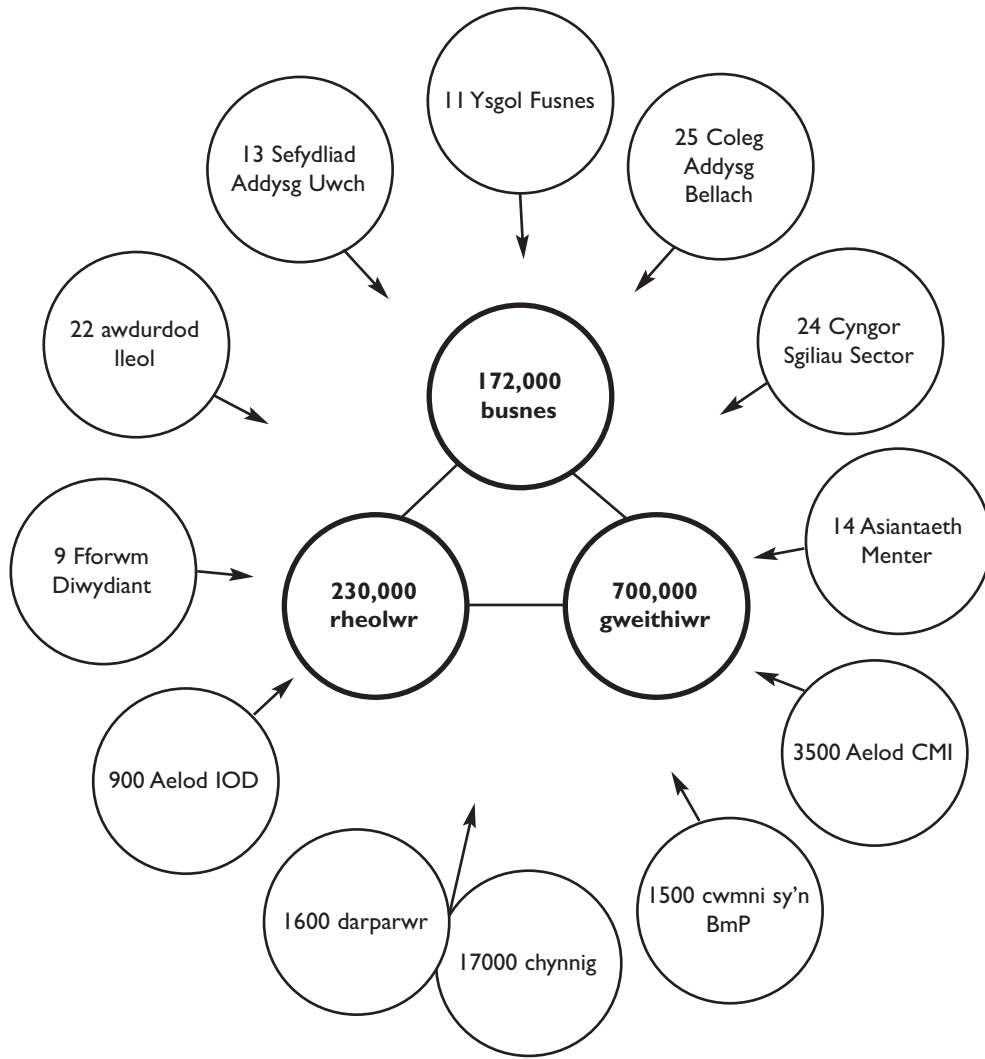 11 Ysgol Fusnes
13 Sefydliad
Addysg Uwch
25 Coleg
Addysg
Bellach
22 awdurdod
lleol
24 Cyngor
Sgiliau Sector
172,000
busnes
9 Fforwm
Diwydiant
14 Asiantaeth
Menter
230,000
rheolwr
700,000
gweithiwr
900 Aelod IOD
3500 Aelod CMI
1600 darparwr
17000 chynnig
1500 cwmni sy’n
BmP